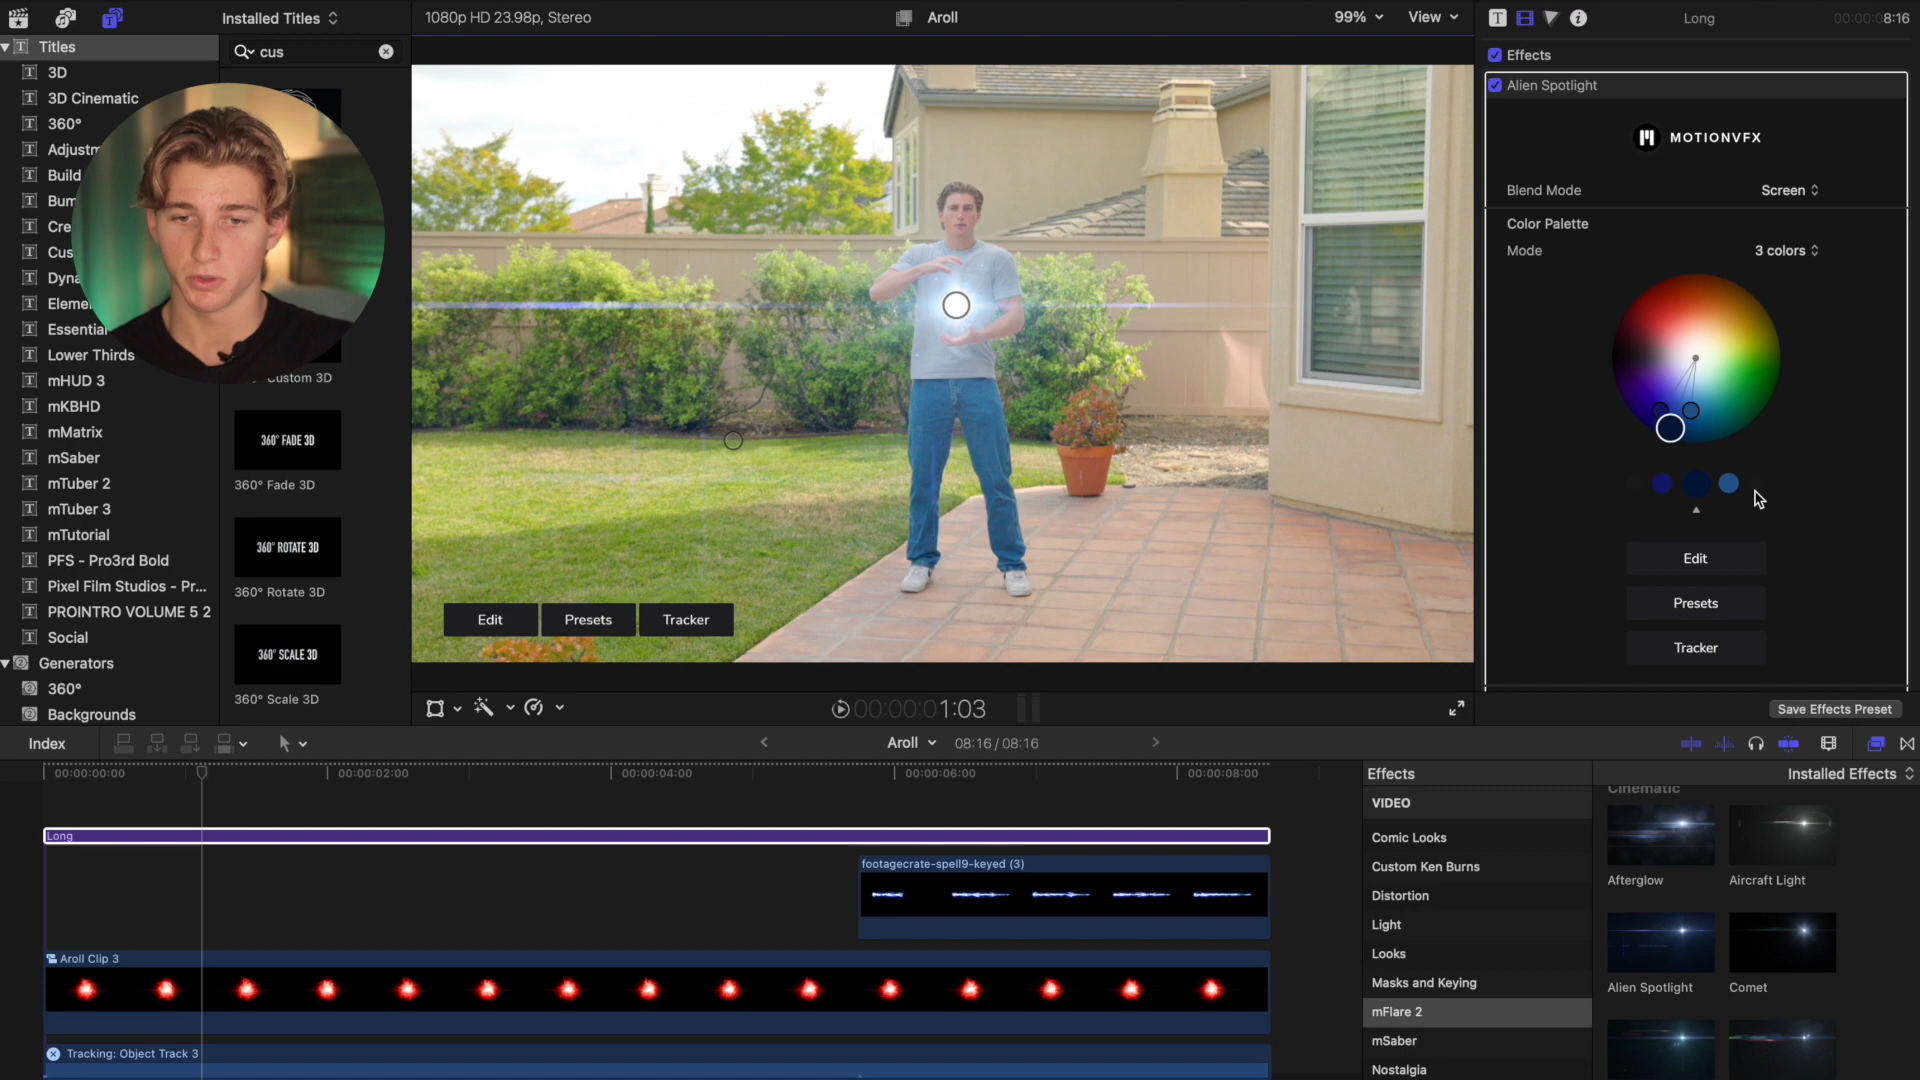 Installed Titles
1080p HD 23.98p, Stereo
Aroll
99%
View
Long
00:00:08:16
Titles
cus
Effects
3D
Alien Spotlight
3D Cinematic
360°
MOTIONVFX
Build
Blend Mode
Screen
Color Palette
Mode
3 colors
Essential
Lower Thirds
mHUD 3
Custom 3D
mKBHD
mMatrix
360° FADE 3D
mSaber
mTuber 2
360° Fade 3D
mTuber 3
mTutorial
360° ROTATE 3D
PFS - Pro3rd Bold
Edit
Pixel Film Studios - Pr...
360° Rotate 3D
Presets
PROINTRO VOLUME 5 2
Edit
Presets
Tracker
Social
Tracker
Generators
360° SCALE 3D
360°
360° Scale 3D
Backgrounds
00:00:01:03
Save Effects Preset
Index
Aroll
08:16 / 08:16
00:00:00:00
00:00:02:00
00:00:04:00
00:00:06:00
00:00:08:00
Effects
Installed Effects
Cinematic
VIDEO
Long
Comic Looks
footagecrate-spell9-keyed (3)
Custom Ken Burns
Afterglow
Aircraft Light
Distortion
Light
Looks
Aroll Clip 3
Masks and Keying
Alien Spotlight
Comet
mFlare 2
mSaber
Tracking: Object Track 3
Nostalgia